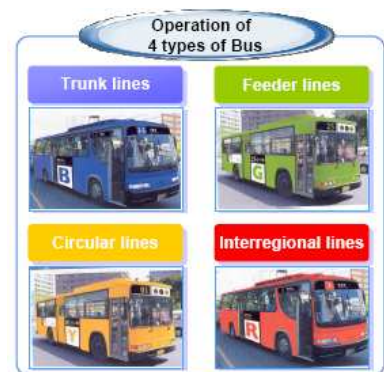 Operation of
4 types of Bus
Trunk lines
Feeder lines
B
G
Circular lines
Interregional lines
Y
R